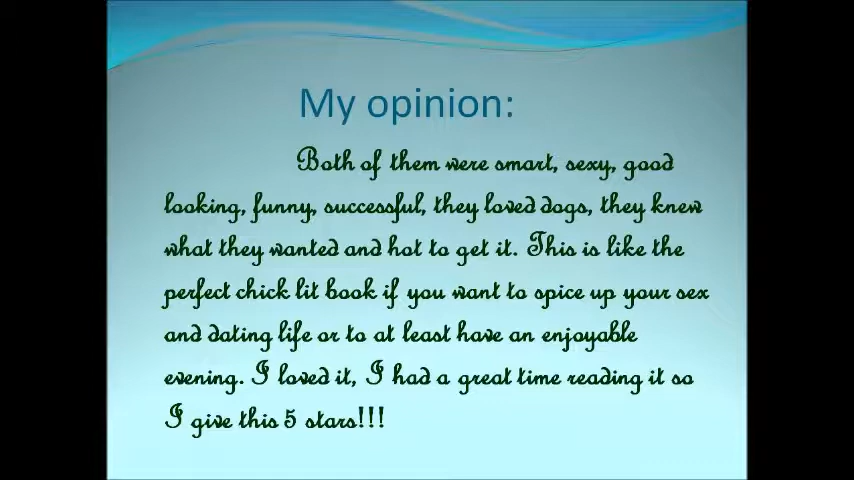 My opinion:
Both of them were smart, sexy, good
looking, funny, successful, they loved dogs, they knew
what they wanted and hot to get it. This is like the
perfect chick lit book if you want to spice up your sex
and dating life or to at least have an enjoyable
evening. I loved it, I had a great time reading it so
I give this 5 stars!!!